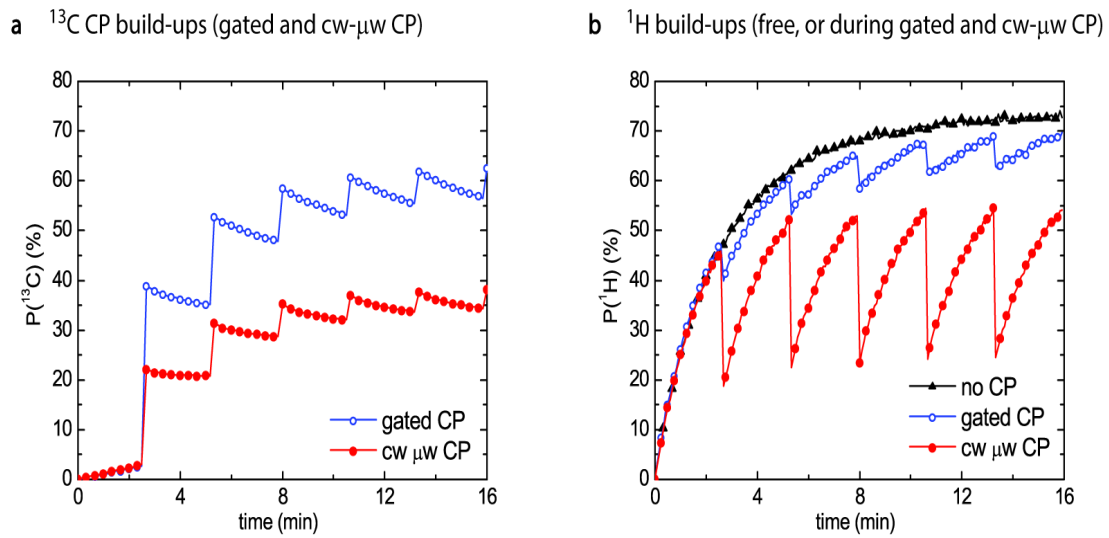 a ¹³C CP build-ups (gated and cw-μw CP)
80
70
60
50
40
30
20
10
0
P(¹³C) (%)
gated CP
cw μw CP
0 4 8 12 16
time (min)
b ¹H build-ups (free, or during gated and cw-μw CP)
80
70
60
50
40
30
20
10
0
P(¹H) (%)
no CP
gated CP
cw μw CP
0 4 8 12 16
time (min)